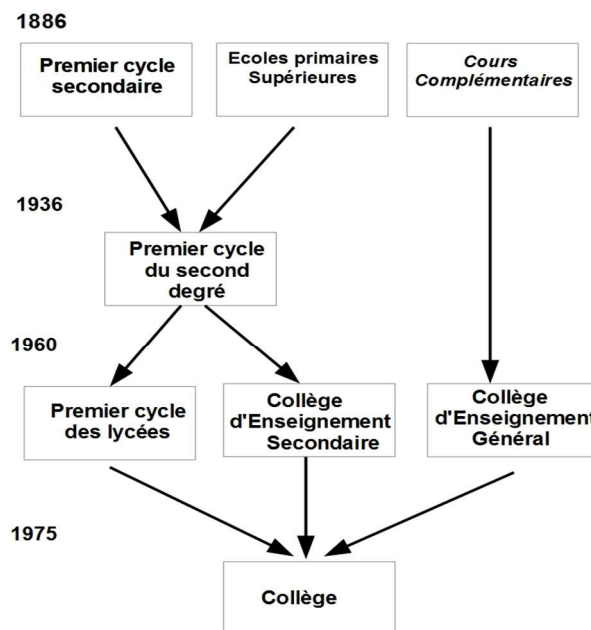 1886
Premier cycle
secondaire
Ecoles primaires
Supérieures
Cours
Complémentaires
1936
Premier cycle
du second
degré
1960
Premier cycle
des lycées
Collège
d'Enseignement
Secondaire
Collège
d'Enseignement
Général
1975
Collège